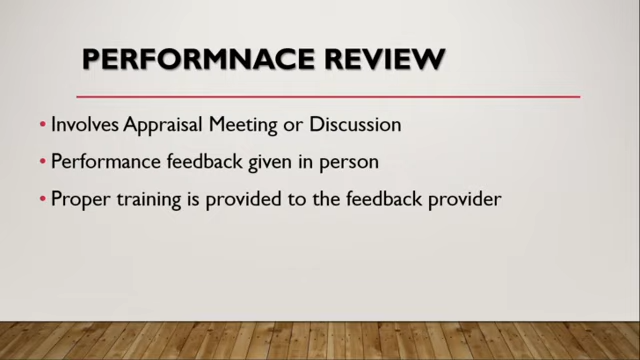 PERFORMNACE REVIEW
• Involves Appraisal Meeting or Discussion
• Performance feedback given in person
• Proper training is provided to the feedback provider